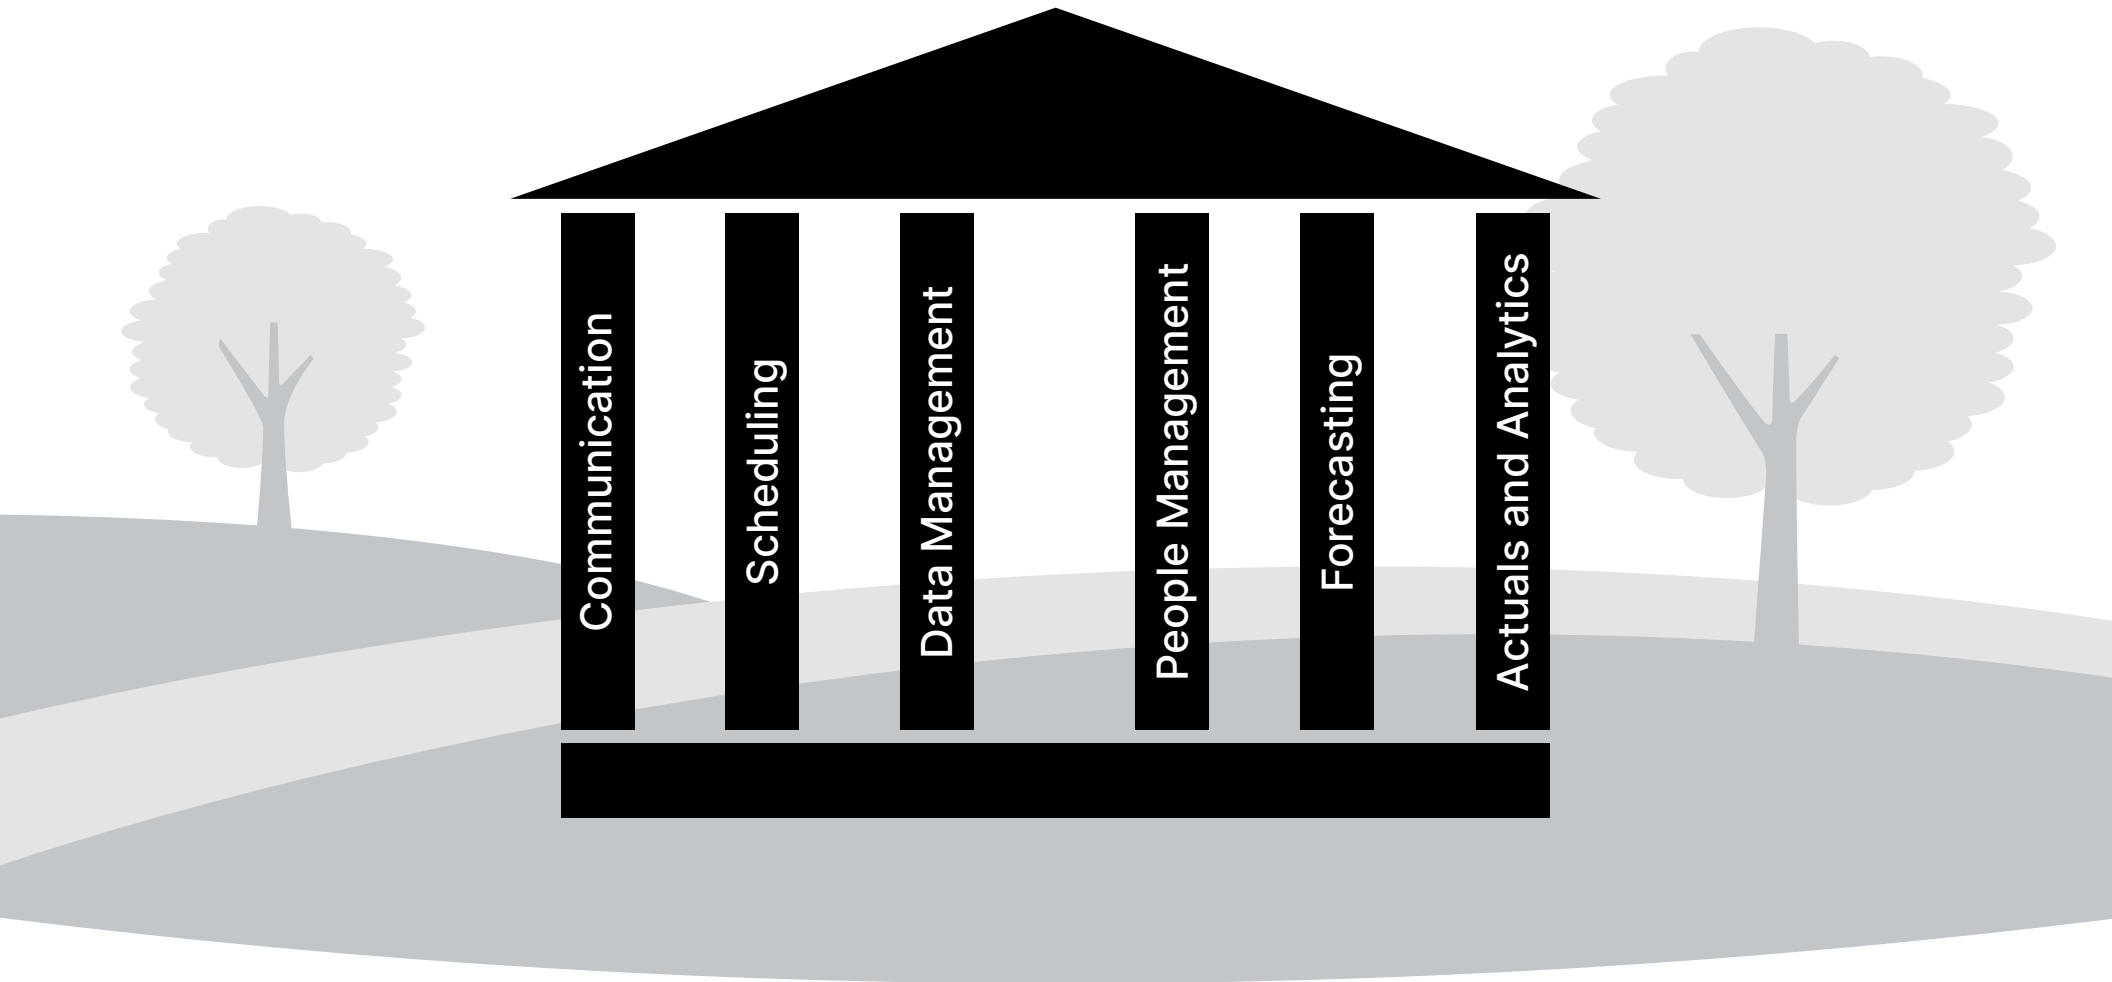 Communication
Scheduling
Data Management
People Management
Forecasting
Actuals and Analytics